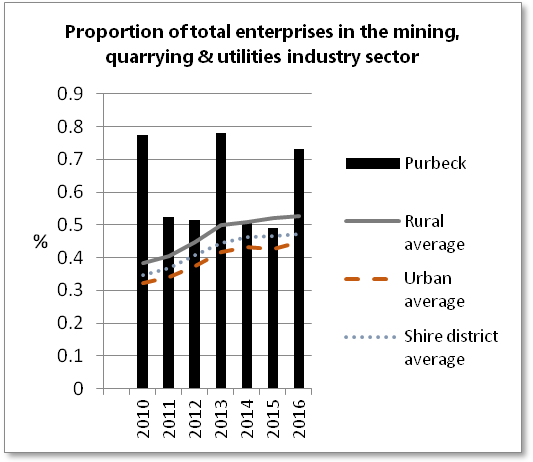 Proportion of total enterprises in the mining,
quarrying & utilities industry sector
0.9
0.8
0.7
0.6
0.5
0.4
0.3
0.2
0.1
0
%
2010
2011
2012
2013
2014
2015
2016
Purbeck
Rural
average
Urban
average
Shire district
average